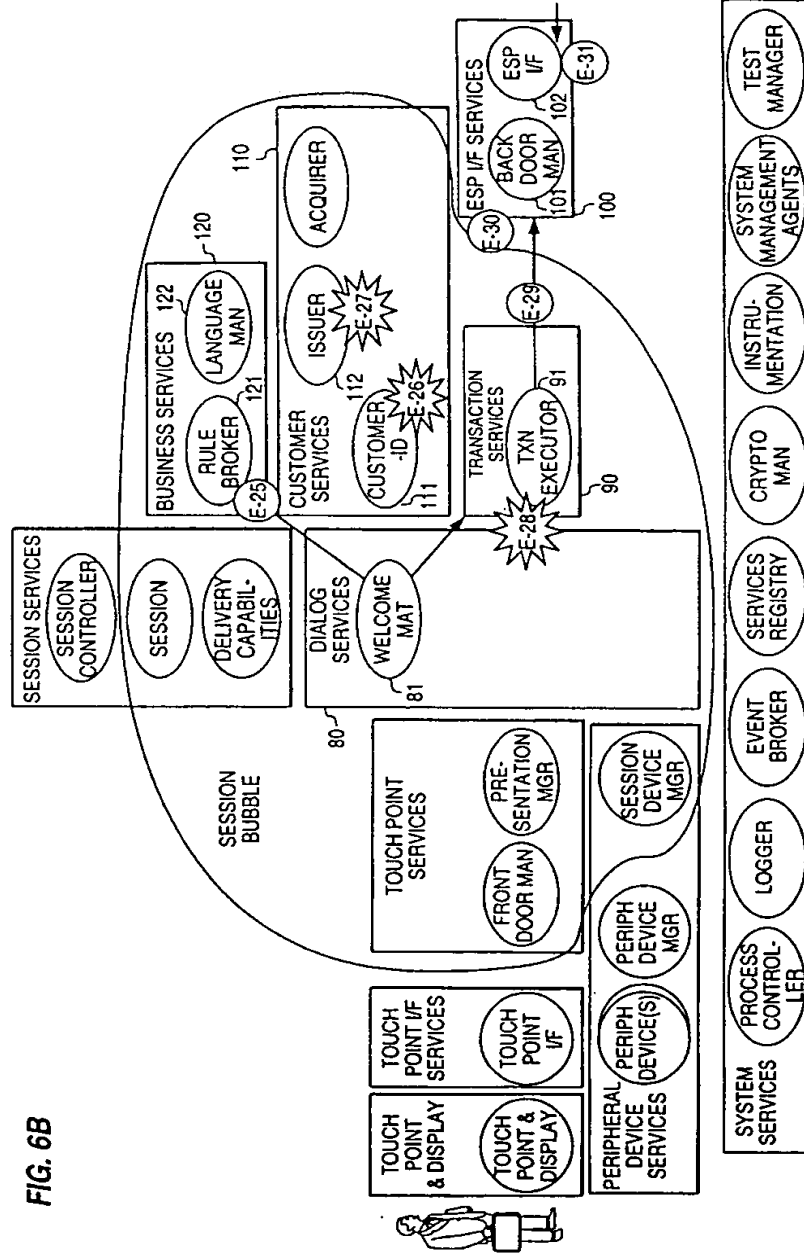 FIG. 6B
TOUCH
POINT
& DISPLAY
TOUCH
POINT &
DISPLAY
TOUCH
POINT I/F
SERVICES
TOUCH
POINT
I/F
PERIPHERAL
DEVICE
SERVICES
PERIPH
DEVICE(S)
PERIPH
DEVICE
MGR
SESSION
DEVICE
MGR
TOUCH POINT
SERVICES
FRONT
DOOR MAN
PRE-
SENTATION
MGR
SESSION
BUBBLE
SESSION SERVICES
SESSION
CONTROLLER
SESSION
DELIVERY
CAPABIL-
ITIES
80
DIALOG
SERVICES
WELCOME
MAT
81
BUSINESS SERVICES
120
RULE
BROKER
121
LANGUAGE
MAN
122
E-25
CUSTOMER
SERVICES
110
CUSTOMER
-ID
111
E-26
ISSUER
112
E-27
ACQUIRER
TRANSACTION
SERVICES
TXN
EXECUTOR
91
90
E-28
E-29
E-30
ESP I/F SERVICES
BACK
DOOR
MAN
101
ESP
I/F
102
100
E-31
SYSTEM
SERVICES
PROCESS
CONTROL-
LER
LOGGER
EVENT
BROKER
SERVICES
REGISTRY
CRYPTO
MAN
INSTRU-
MENTATION
SYSTEM
MANAGEMENT
AGENTS
TEST
MANAGER